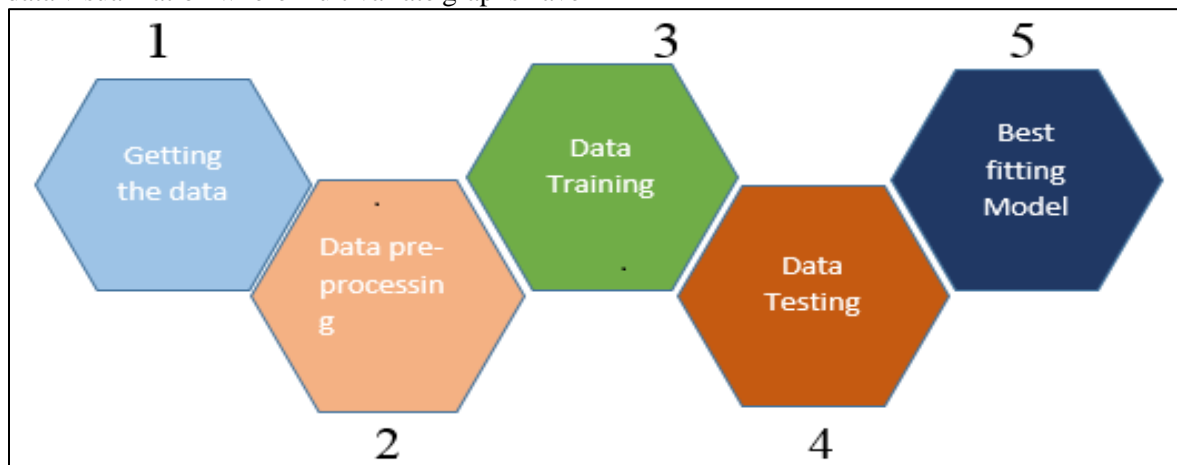 1
Getting
the data
2
Data pre-
processin
g
3
Data
Training
4
Data
Testing
5
Best
fitting
Model